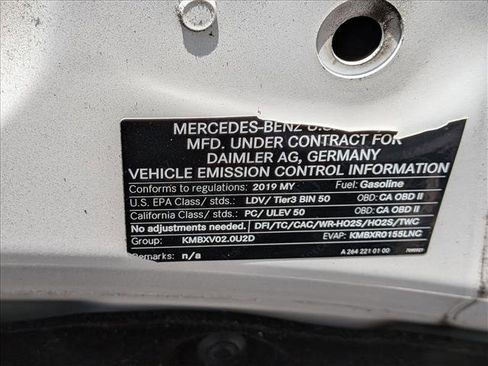 MERCEDES-BENZ
MFD. UNDER CONTRACT FOR
DAIMLER AG, GERMANY
VEHICLE EMISSION CONTROL INFORMATION
Conforms to regulations: 2019 MY Fuel: Gasoline
U.S. EPA Class/ stds.: LDV/ Tier3 BIN 50 OBD: CA OBD II
California Class/ stds.: PC/ ULEV 50 OBD: CA OBD II
No adjustments needed. DFI/TC/CAC/WR-HO2S/HO2S/TWC
Group: KMBXV02.0U2D EVAP: KMBXR0155LNC
Remarks: n/a A 264 221 01 00